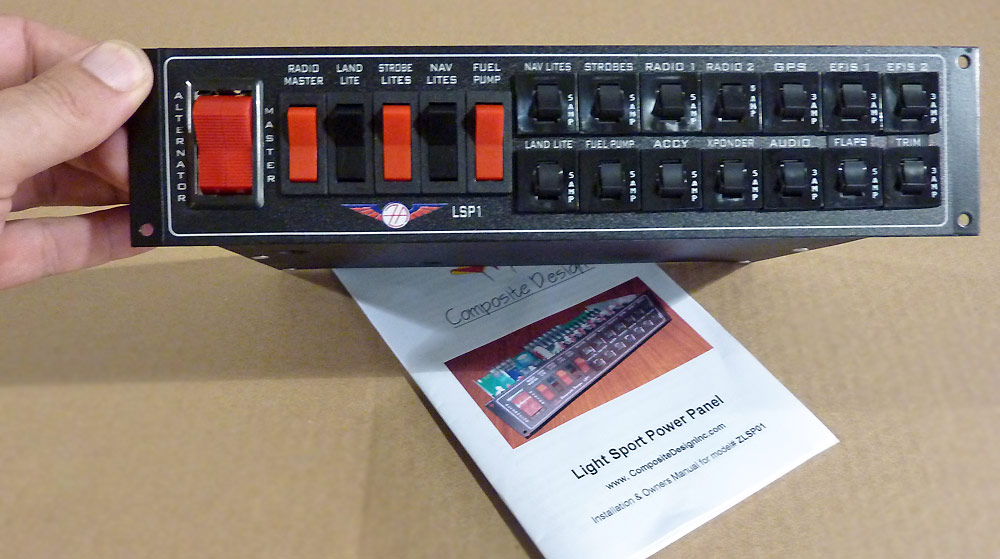 ALTERNATOR
MASTER
RADIO MASTER
LAND LITE
STROBE LITES
NAV LITES
FUEL PUMP
NAV LITES
STROBES
RADIO 1
RADIO 2
GPS
EFIS 1
EFIS 2
5 AMP
5 AMP
5 AMP
5 AMP
3 AMP
3 AMP
3 AMP
LAND LITE
FUEL PUMP
ACCY
XPONDER
AUDIO
FLAPS
TRIM
5 AMP
5 AMP
5 AMP
5 AMP
3 AMP
5 AMP
3 AMP
LSP1
Composite Design
Light Sport Power Panel
www. CompositeDesignInc.com
Installation & Owners Manual for model# ZLSP01